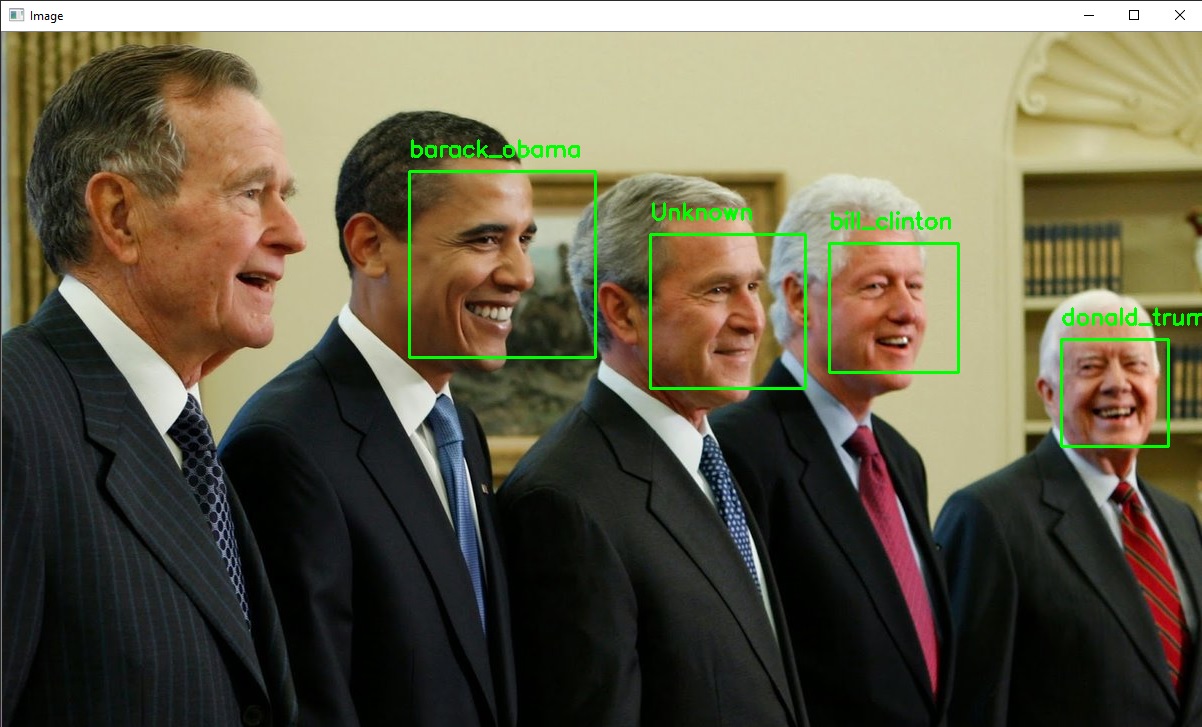 Image
barack_obama
Unknown
bill_clinton
donald_trum